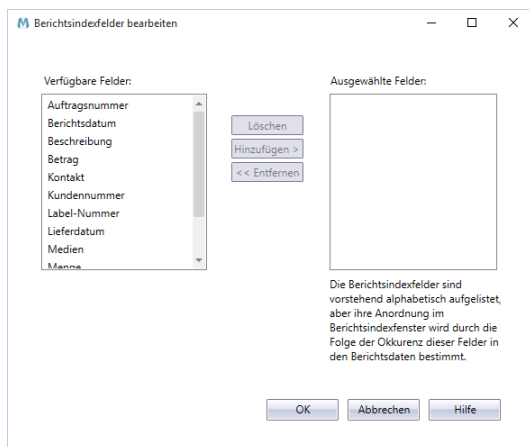 Berichtsindexfelder bearbeiten
Verfügbare Felder:
Auftragsnummer
Berichtsdatum
Beschreibung
Betrag
Kontakt
Kundennummer
Label-Nummer
Lieferdatum
Medien
Menge
Löschen
Hinzufügen >
<< Entfernen
Ausgewählte Felder:
Die Berichtsindexfelder sind
vorstehend alphabetisch aufgelistet,
aber ihre Anordnung im
Berichtsindexfenster wird durch die
Folge der Okkurenz dieser Felder in
den Berichtsdaten bestimmt.
OK
Abbrechen
Hilfe